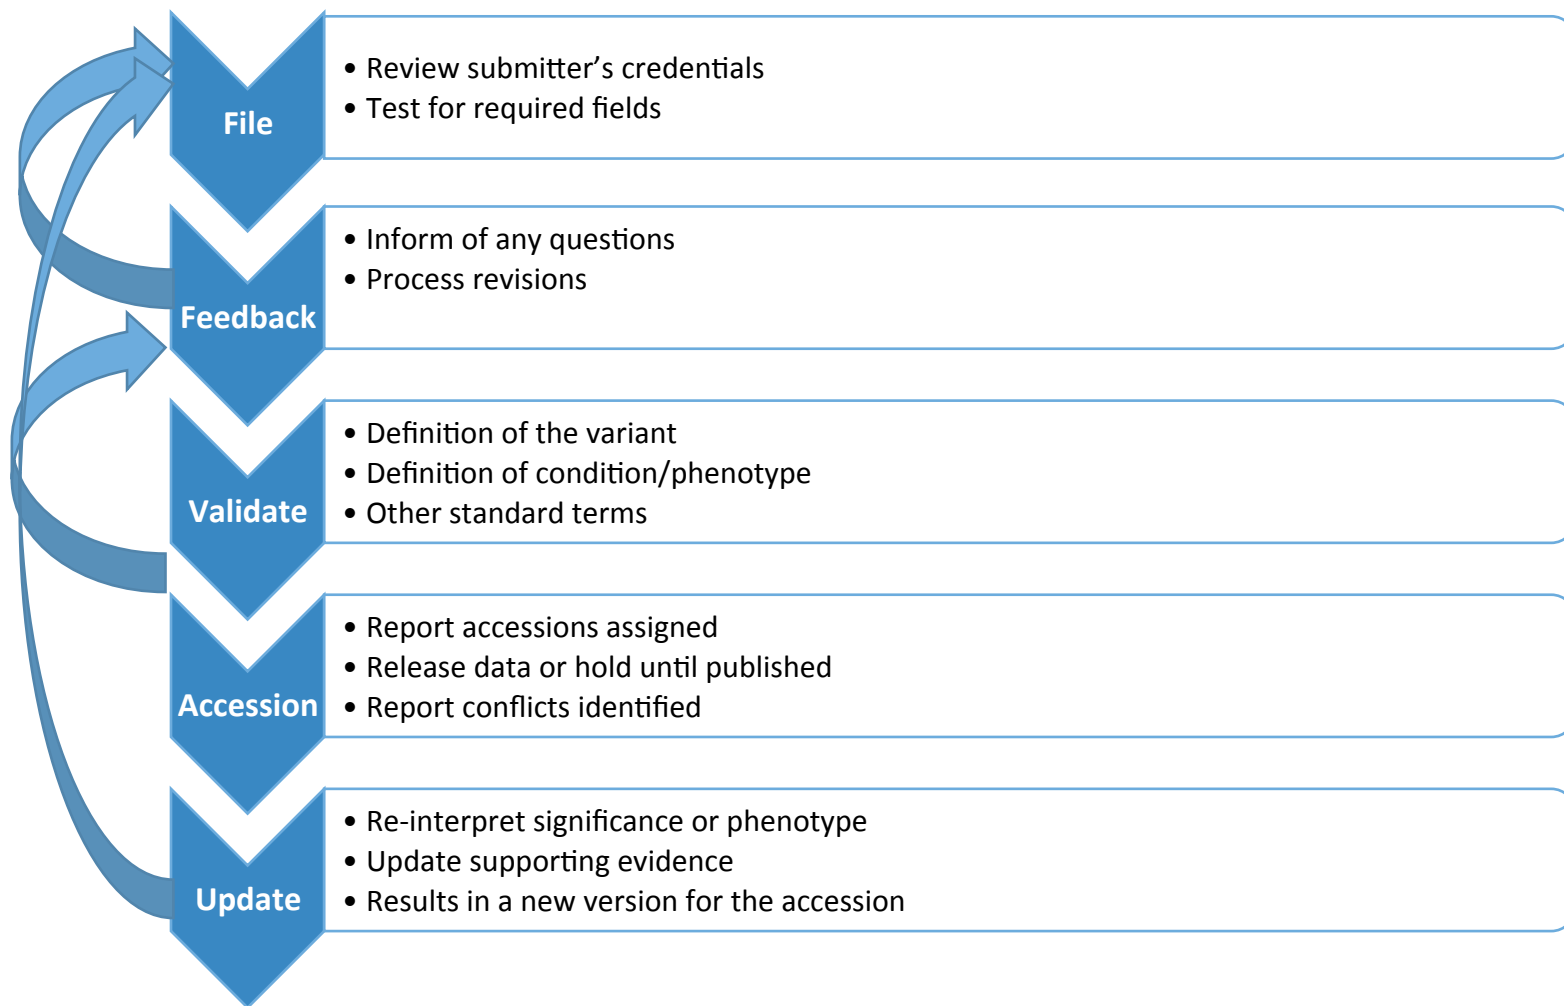 File
• Review submitter’s credentials
• Test for required fields
Feedback
• Inform of any questions
• Process revisions
Validate
• Definition of the variant
• Definition of condition/phenotype
• Other standard terms
Accession
• Report accessions assigned
• Release data or hold until published
• Report conflicts identified
Update
• Re-interpret significance or phenotype
• Update supporting evidence
• Results in a new version for the accession